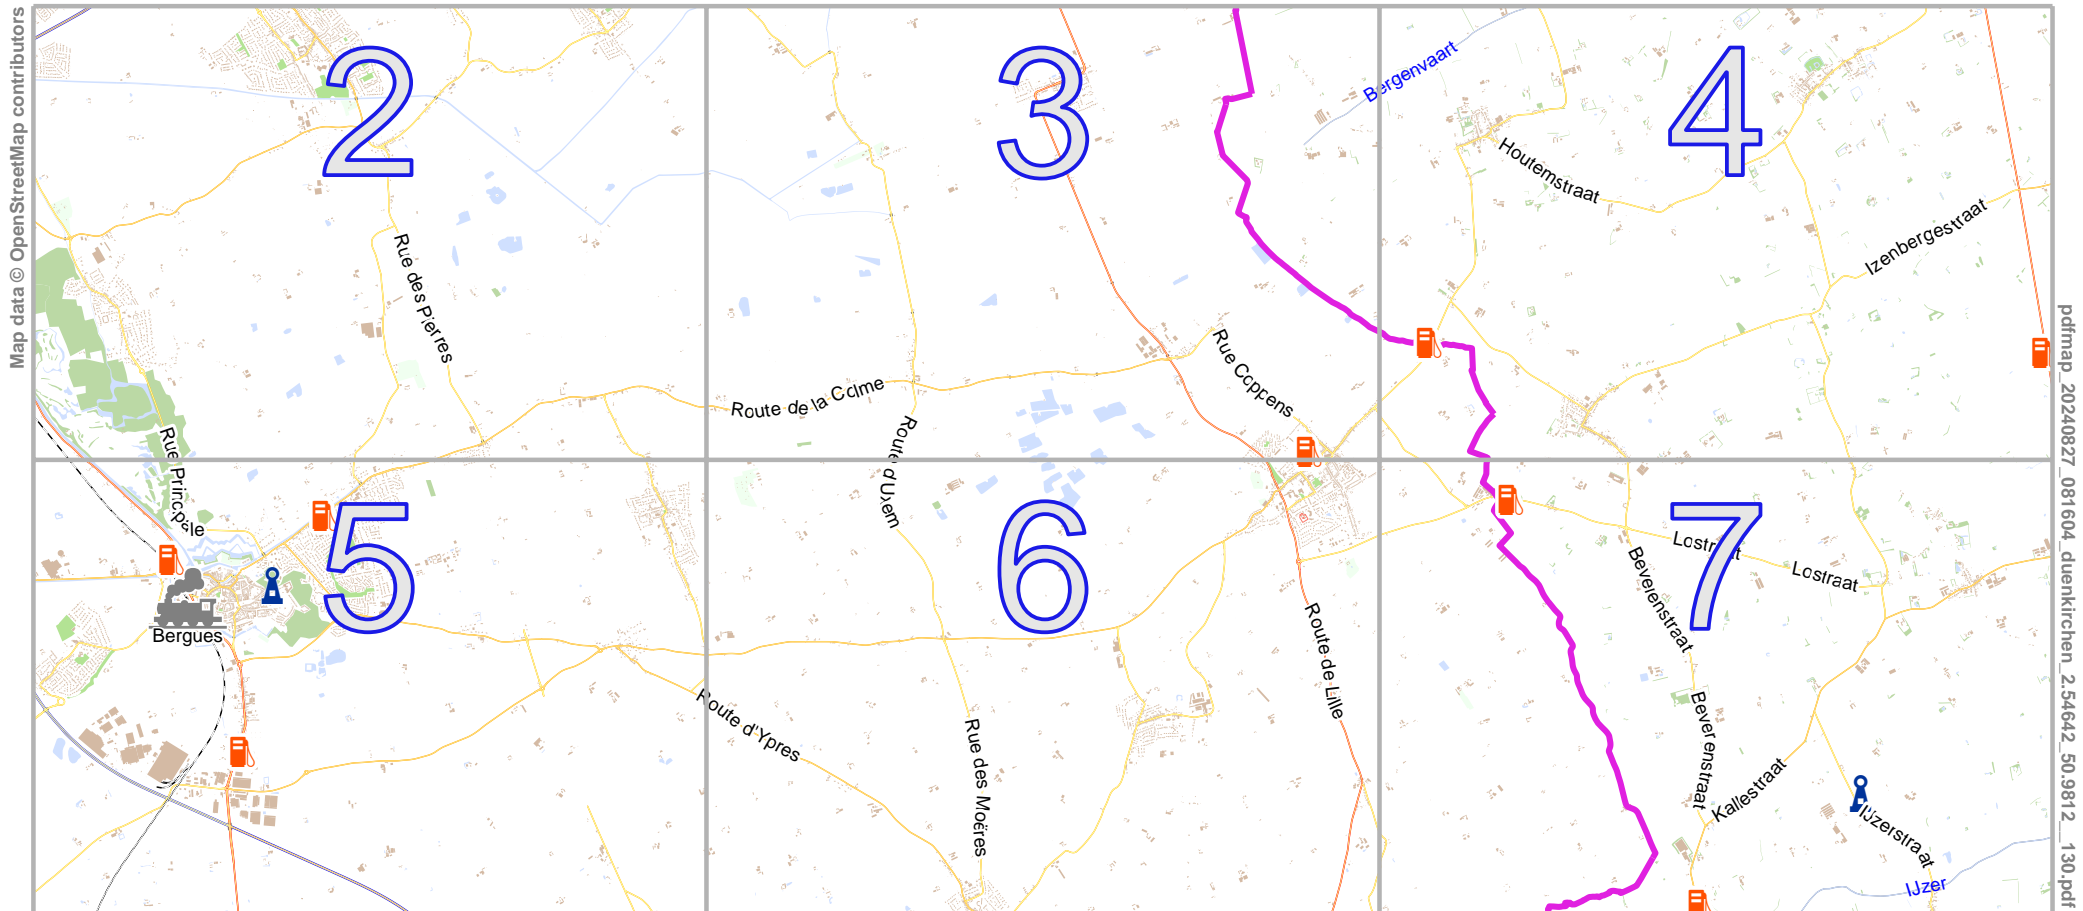 Map data © OpenStreetMap contributors
2
3
4
Bergenvaart
Houtemstraat
Izenbergestraat
Rue des Pierres
Rue Coppens
Route de la Colme
Route d'Uxem
Rue Principale
5
6
7
Lostraat
Lostraat
Beverenstraat
Bergues
Route de Lille
Route d'Ypres
Rue des Moëres
Beverenstraat
Kallestraat
IJzerstraat
IJzer
pdfmap_20240827_081604_duenkirchen_2.54642_50.9812__130.pdf